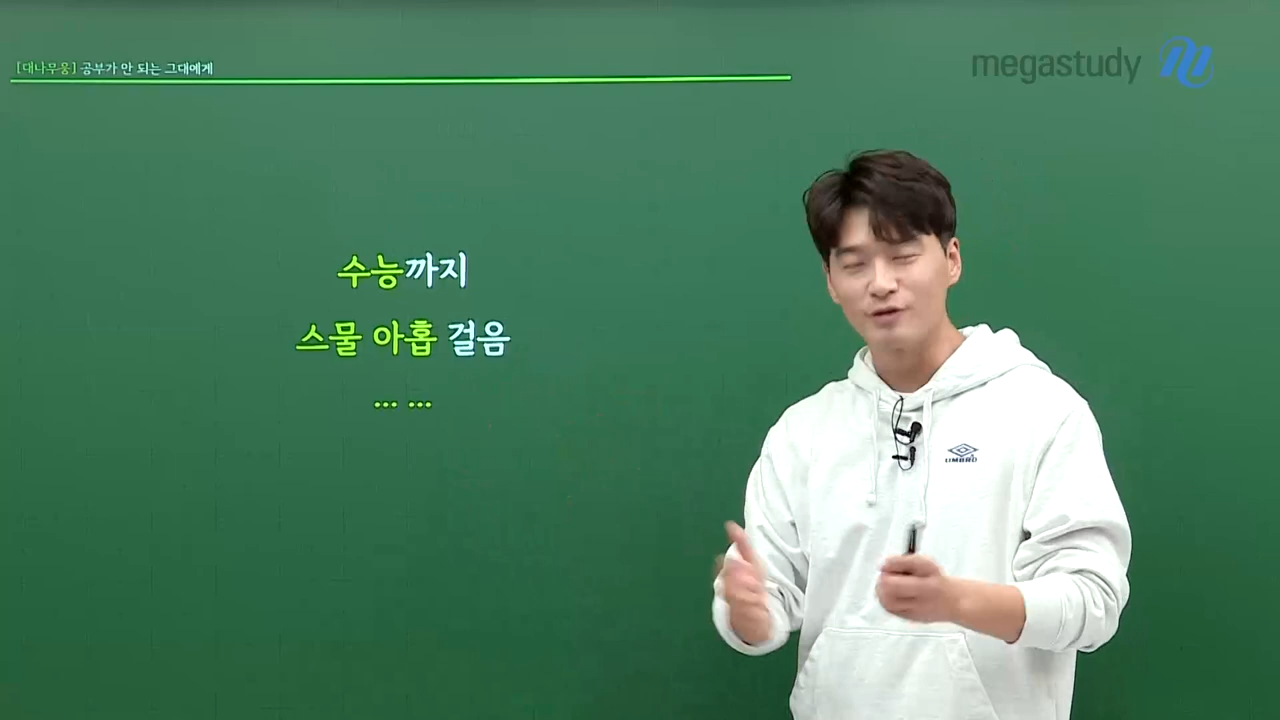 [대나무웅] 공부가 안 되는 그대에게
megastudy
수능까지
스물 아홉 걸음
... ...
UMBRO